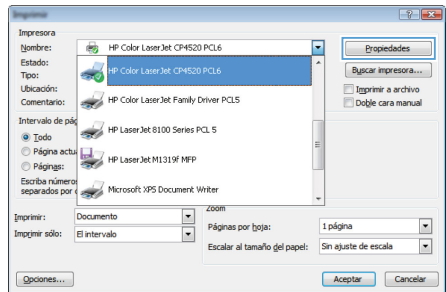 Imprimir
Impresora
Nombre: HP Color LaserJet CP4520 PCL6 Propiedades
Estado:
HP Color LaserJet CP4520 PCL6
Tipo: Buscar impresora...
Ubicación: Imprimir a archivo
Comentario: HP Color LaserJet Family Driver PCL5 Doble cara manual
Intervalo de pág
Todo HP LaserJet 8100 Series PCL 5
Página actu
Páginas: HP LaserJet M1319f MFP
Escriba números
separados por c Microsoft XPS Document Writer
Zoom
Imprimir: Documento Páginas por hoja: 1 página
Imprimir sólo: El intervalo
Escalar al tamaño del papel: Sin ajuste de escala
Opciones... Aceptar Cancelar